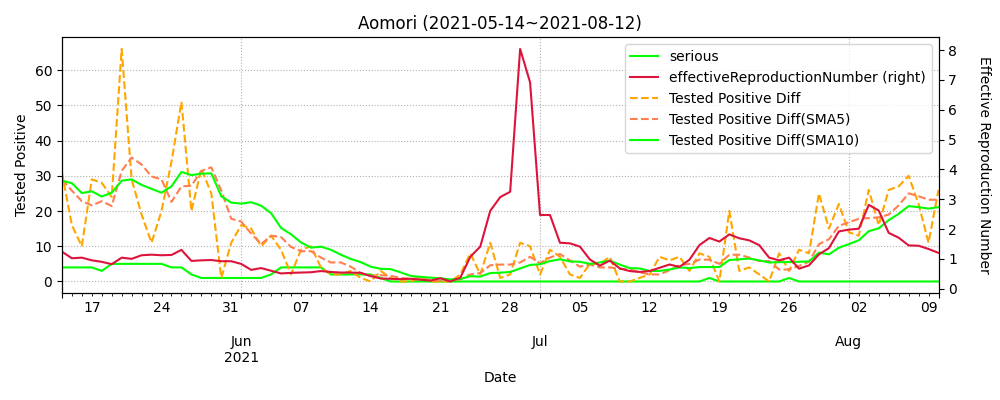 Aomori (2021-05-14~2021-08-12)
serious
effectiveReproductionNumber (right)
Tested Positive Diff
Tested Positive Diff(SMA5)
Tested Positive Diff(SMA10)
Tested Positive
60
50
40
30
20
10
0
8
7
6
5
4
3
2
1
0
Effective Reproduction Number
17 24 31 07 14 21 28 05 12 19 26 02 09
Jun Jul Aug
2021
Date